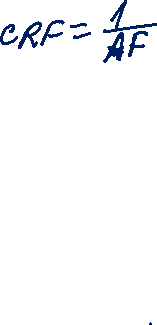 CRF = 1/AF